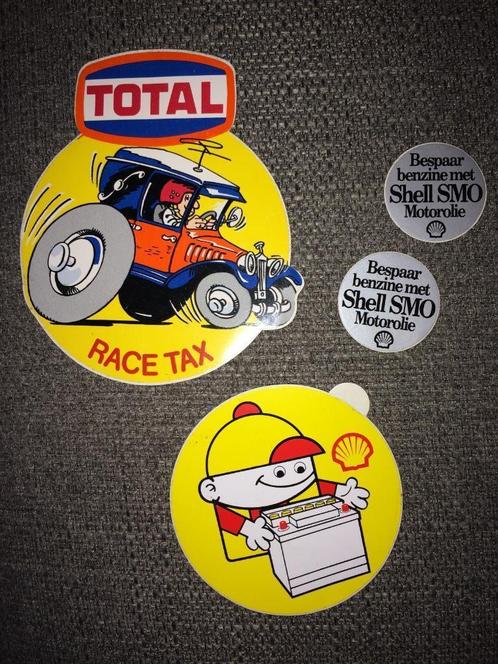 TOTAL
RACE TAX
Bespaar
benzine met
Shell SMO
Motorolie
Bespaar
benzine met
Shell SMO
Motorolie